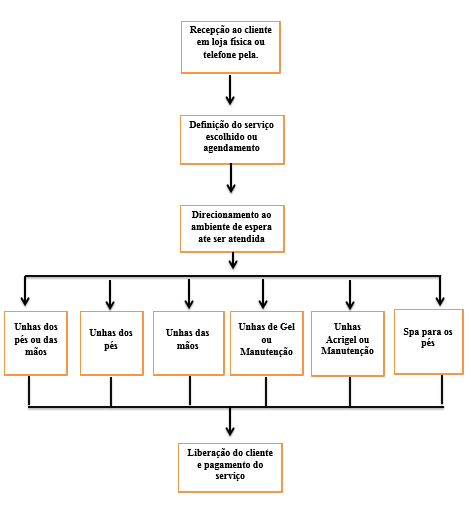 Recepção ao cliente
em loja física ou
telefone pela.
Definição do serviço
escolhido ou
agendamento
Direcionamento ao
ambiente de espera
ate ser atendida
Unhas dos
pés ou das
mãos
Unhas dos
pés
Unhas das
mãos
Unhas de Gel
ou
Manutenção
Unhas
Acrigel ou
Manutenção
Spa para os
pés
Liberação do cliente
e pagamento do
serviço